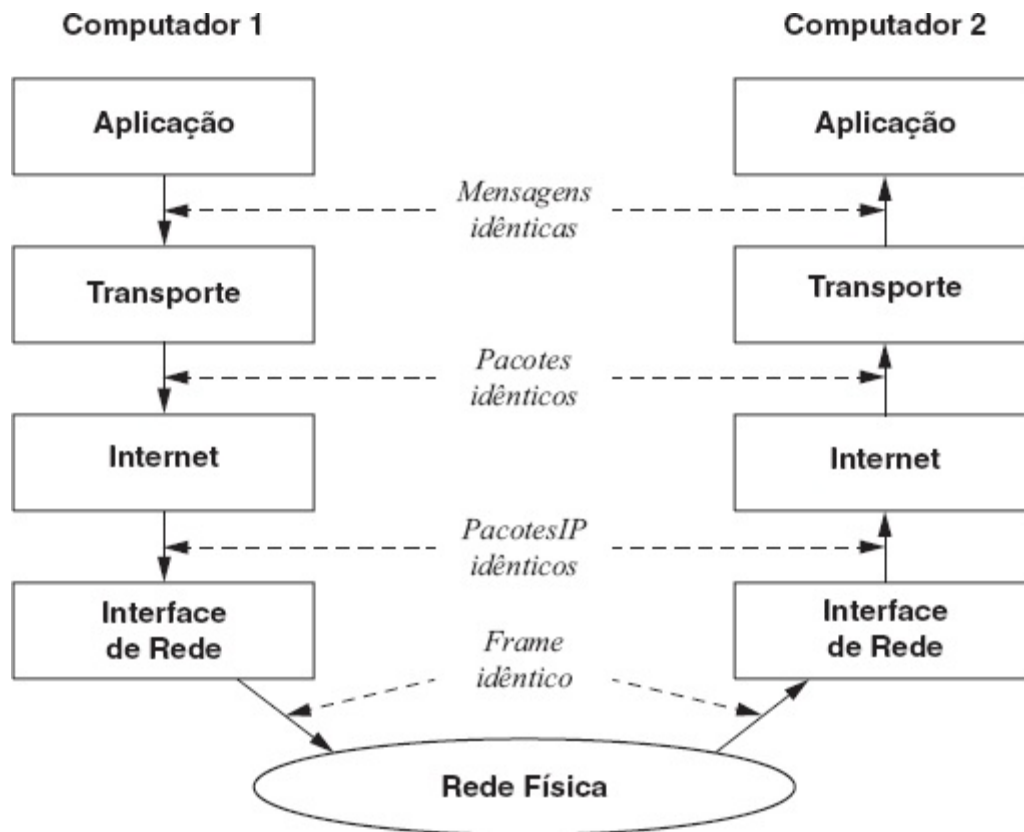 Computador 1
Computador 2
Aplicação
Aplicação
Mensagens
idênticas
Transporte
Transporte
Pacotes
idênticos
Internet
Internet
PacotesIP
idênticos
Interface
de Rede
Interface
de Rede
Frame
idêntico
Rede Física